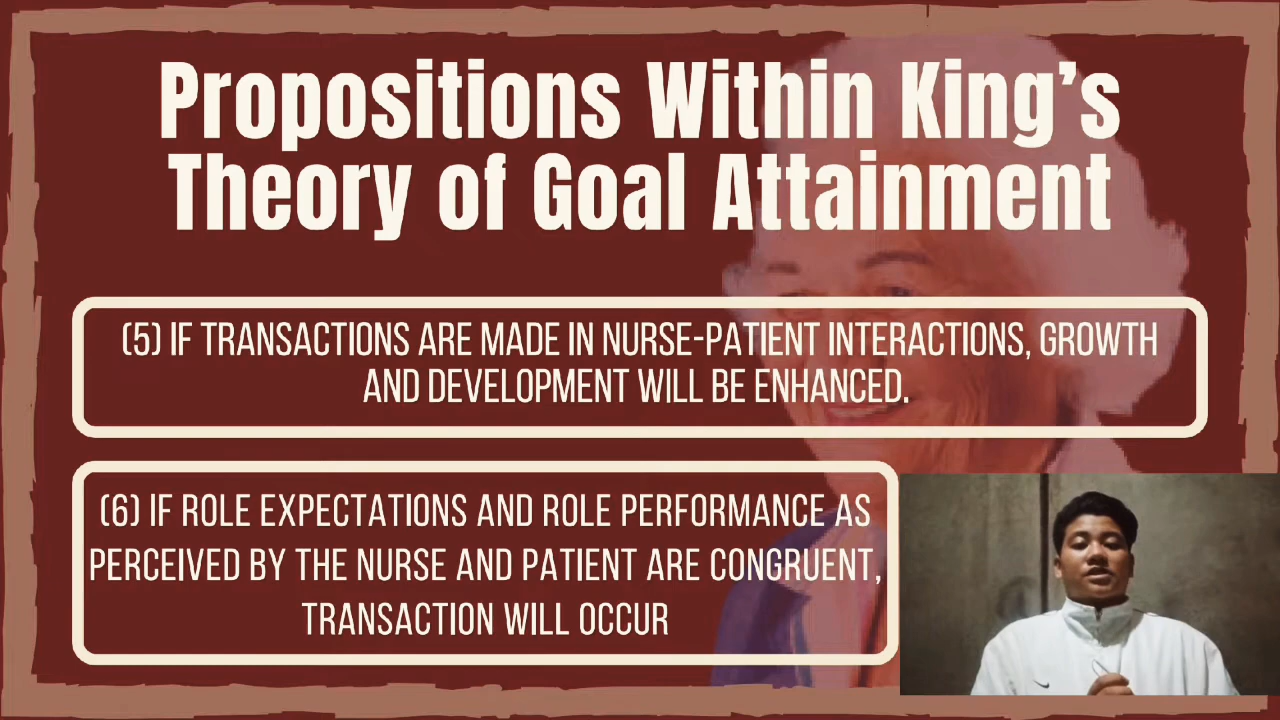 Propositions Within King's
Theory of Goal Attainment
(5) IF TRANSACTIONS ARE MADE IN NURSE-PATIENT INTERACTIONS, GROWTH
AND DEVELOPMENT WILL BE ENHANCED.
(6) IF ROLE EXPECTATIONS AND ROLE PERFORMANCE AS
PERCEIVED BY THE NURSE AND PATIENT ARE CONGRUENT,
TRANSACTION WILL OCCUR